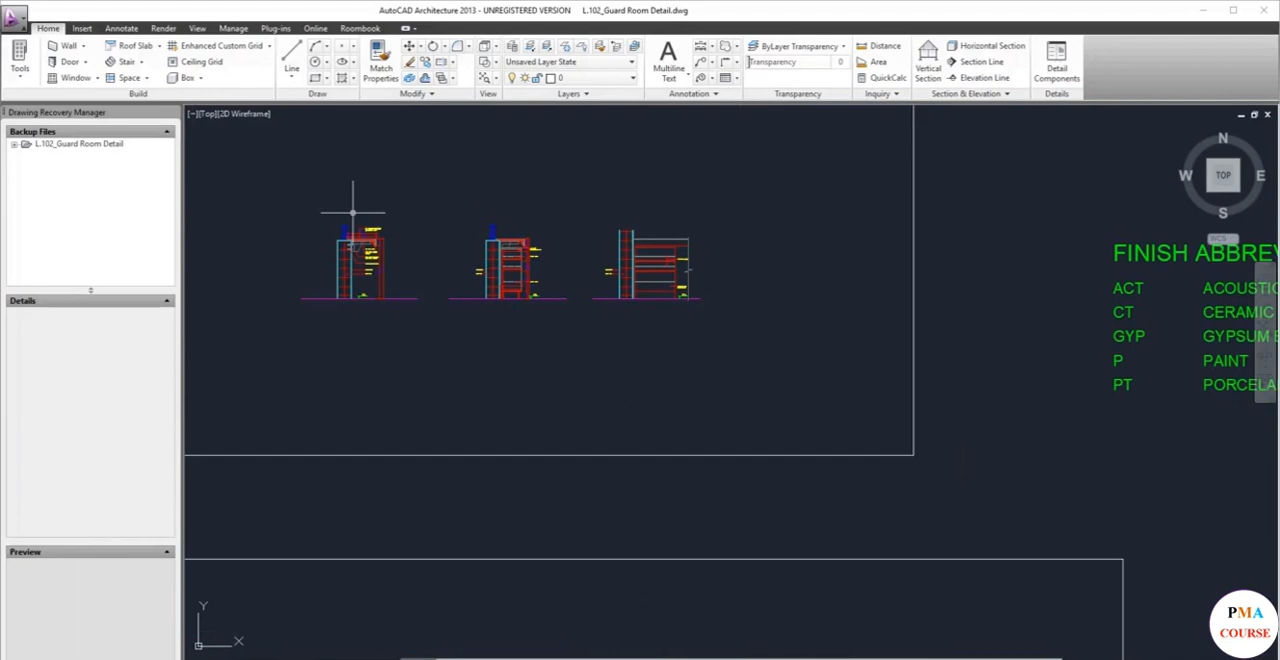 AutoCAD Architecture 2013 - UNREGISTERED VERSION L.102_Guard Room Detail.dwg
Home Insert Annotate Render View Manage Plug-ins Online Roombook
Tools
Wall
Door
Window
Roof Slab
Stair
Space
Enhanced Custom Grid
Ceiling Grid
Box
Build
Line
Draw
Match
Properties
Modify
View
Unsaved Layer State
0
Layers
Multiline
Text
Annotation
ByLayer Transparency
Transparency 0
Transparency
Distance
Area
QuickCalc
Inquiry
Vertical
Section
Horizontal Section
Section Line
Elevation Line
Section & Elevation
Detail
Components
Details
Drawing Recovery Manager
Backup Files
L.102_Guard Room Detail
Details
Preview
[−][Top][2D Wireframe]
N
W TOP E
S
WCS
FINISH ABBREV
ACT ACOUSTIC
CT CERAMIC
GYP GYPSUM
P PAINT
PT PORCELA
Y
X
PMA
COURSE